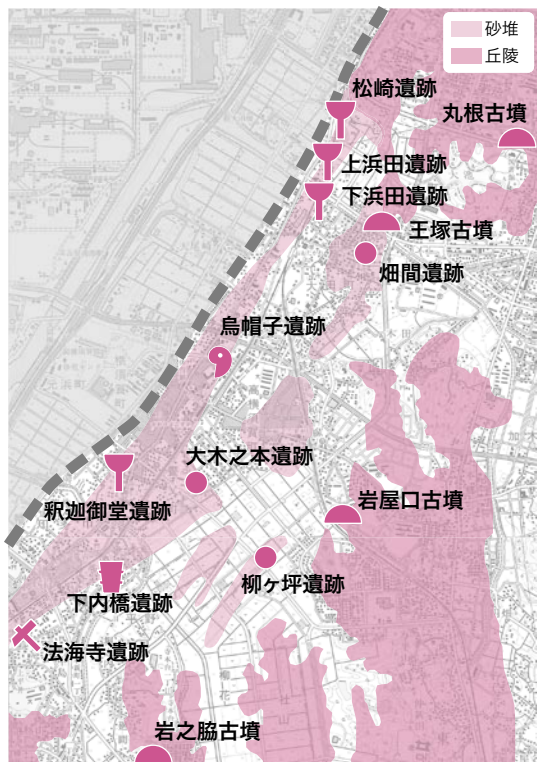 砂堆
丘陵
松崎遺跡
丸根古墳
上浜田遺跡
下浜田遺跡
王塚古墳
畑間遺跡
烏帽子遺跡
大木之本遺跡
岩屋口古墳
釈迦御堂遺跡
柳ヶ坪遺跡
下内橋遺跡
法海寺遺跡
岩之脇古墳